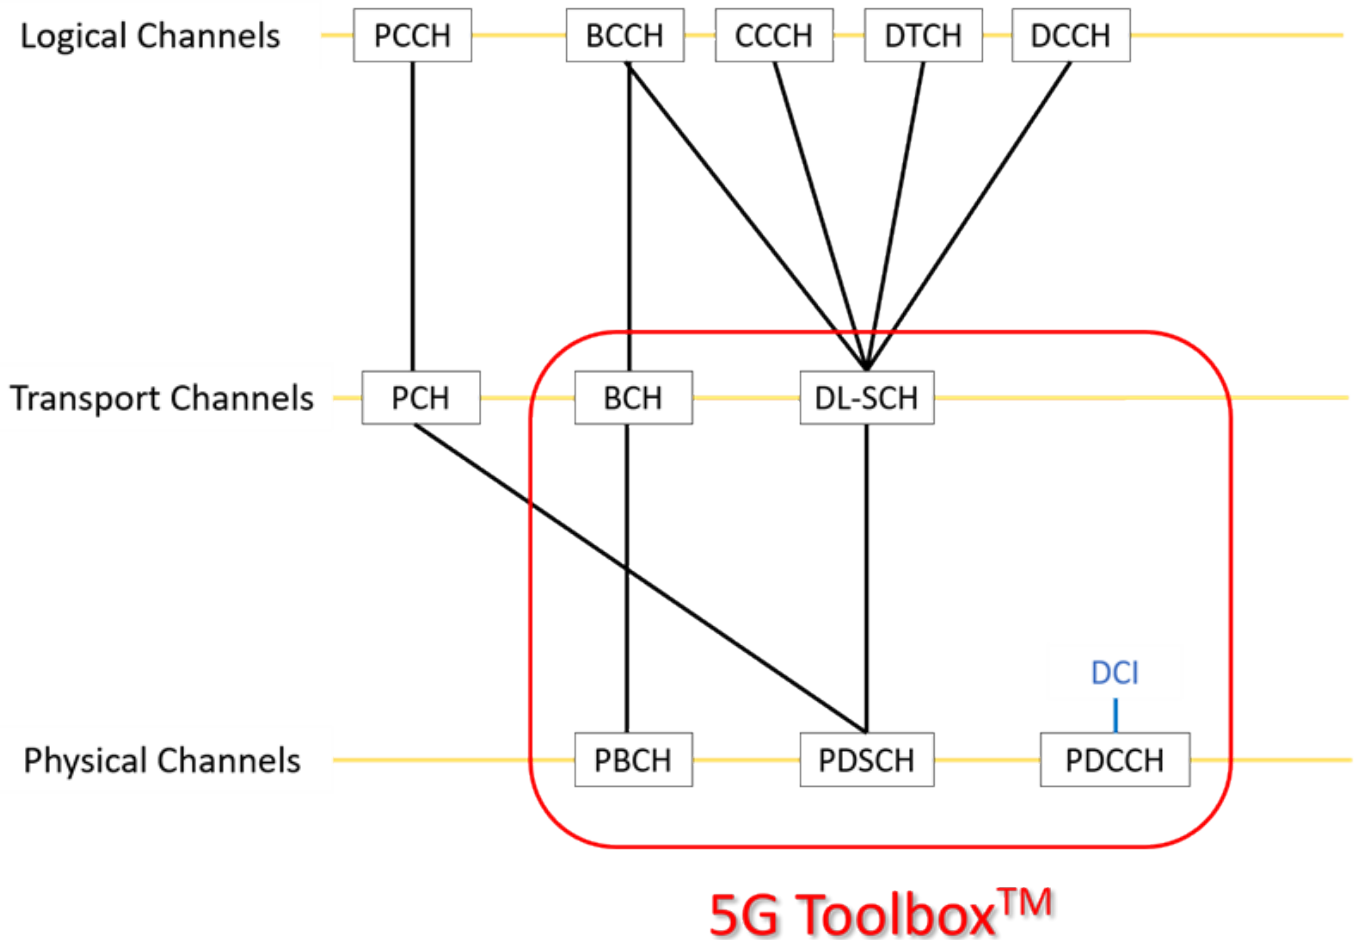 Logical Channels PCCH BCCH CCCH DTCH DCCH
Transport Channels PCH BCH DL-SCH
DCI
Physical Channels PBCH PDSCH PDCCH
5G Toolbox™